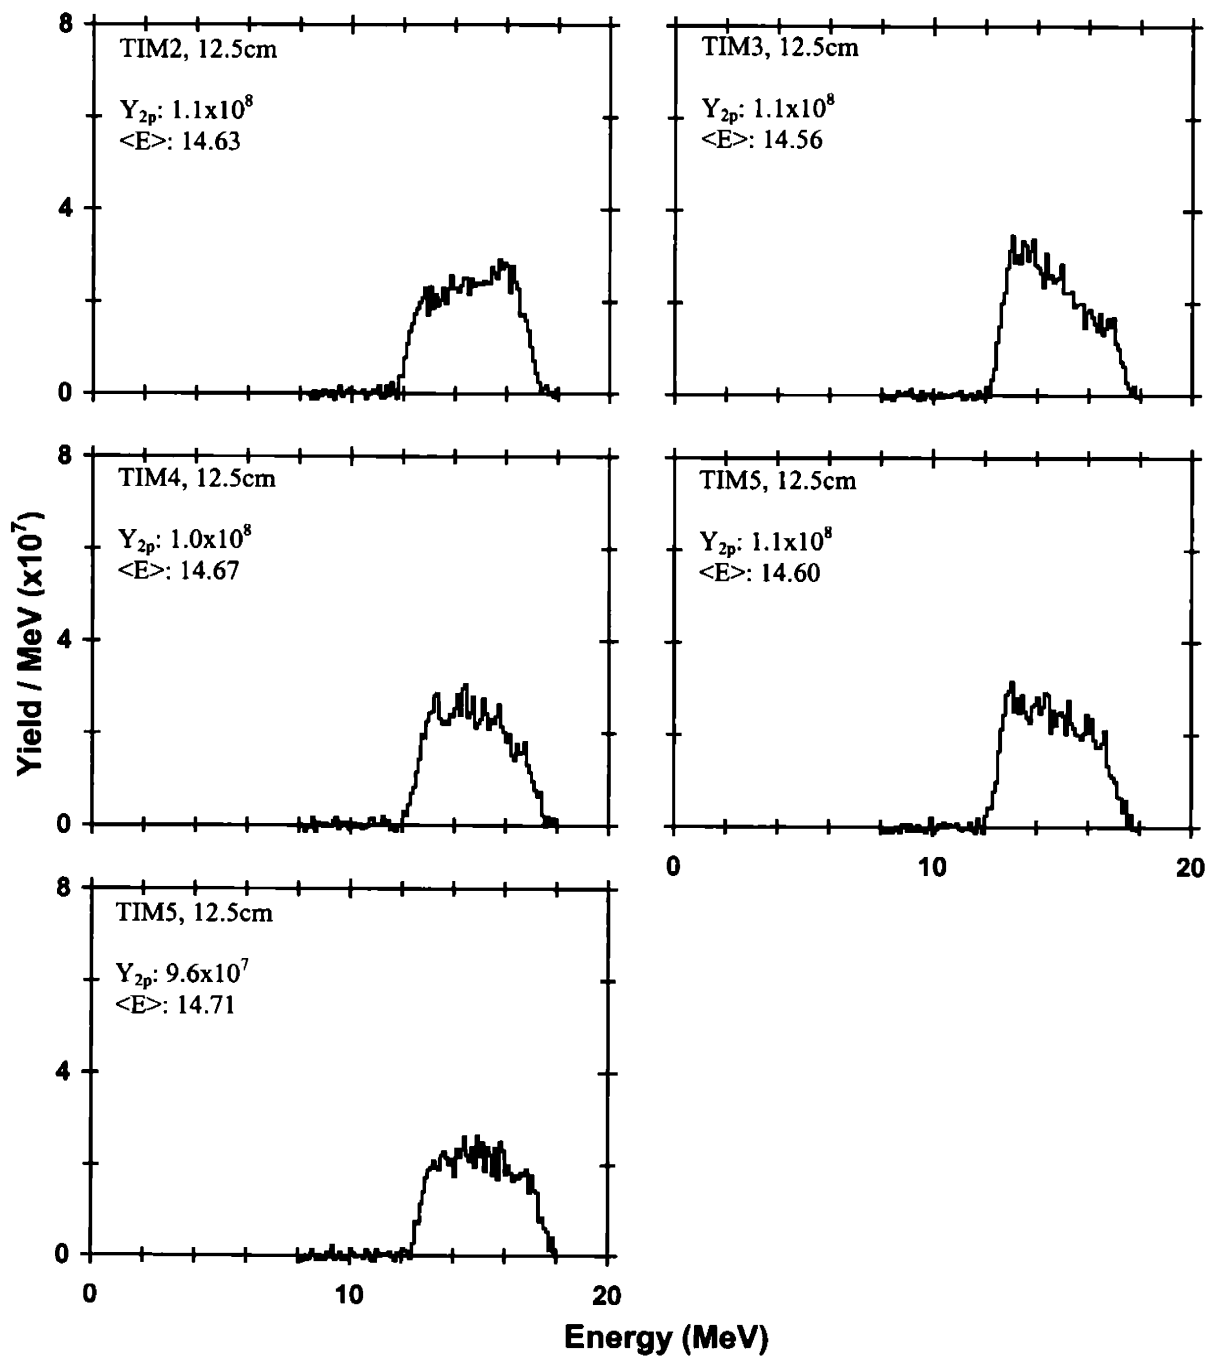 8
TIM2, 12.5cm
Y2p: 1.1x10^8
<E>: 14.63
4
0
TIM3, 12.5cm
Y2p: 1.1x10^8
<E>: 14.56
8
TIM4, 12.5cm
Y2p: 1.0x10^8
<E>: 14.67
4
0
TIM5, 12.5cm
Y2p: 1.1x10^8
<E>: 14.60
0 10 20
8
TIM5, 12.5cm
Y2p: 9.6x10^7
<E>: 14.71
4
0
0 10 20
Yield / MeV (x10^7)
Energy (MeV)